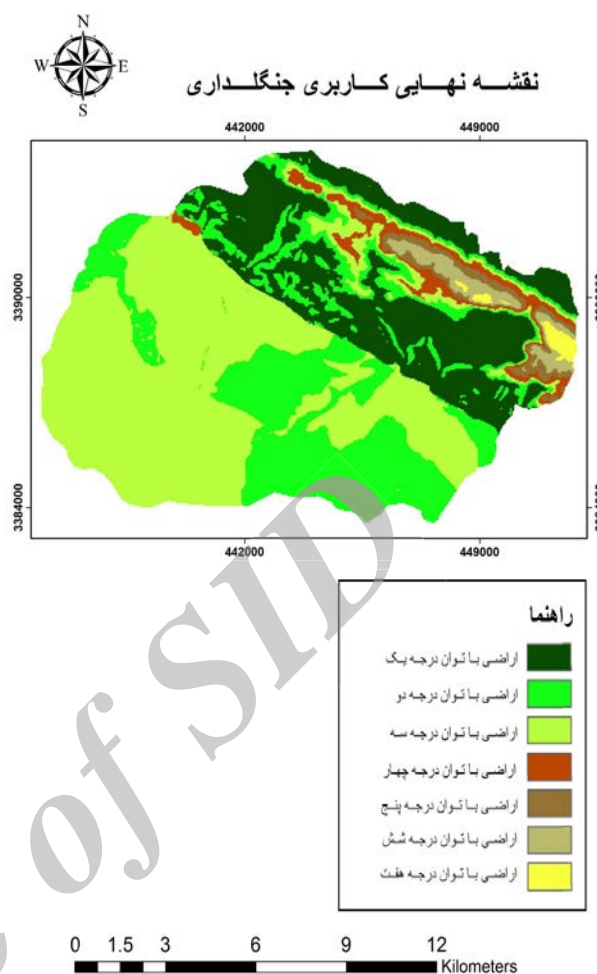 N
W E
S
نقشه نهایی کاربری جنگلداری
442000 449000
3390000
3384000
442000 449000
راهنما
اراضی با توان درجه یک
اراضی با توان درجه دو
اراضی با توان درجه سه
اراضی با توان درجه چهار
اراضی با توان درجه پنج
اراضی با توان درجه شش
اراضی با توان درجه هفت
of SID
0 1.5 3 6 9 12
Kilometers